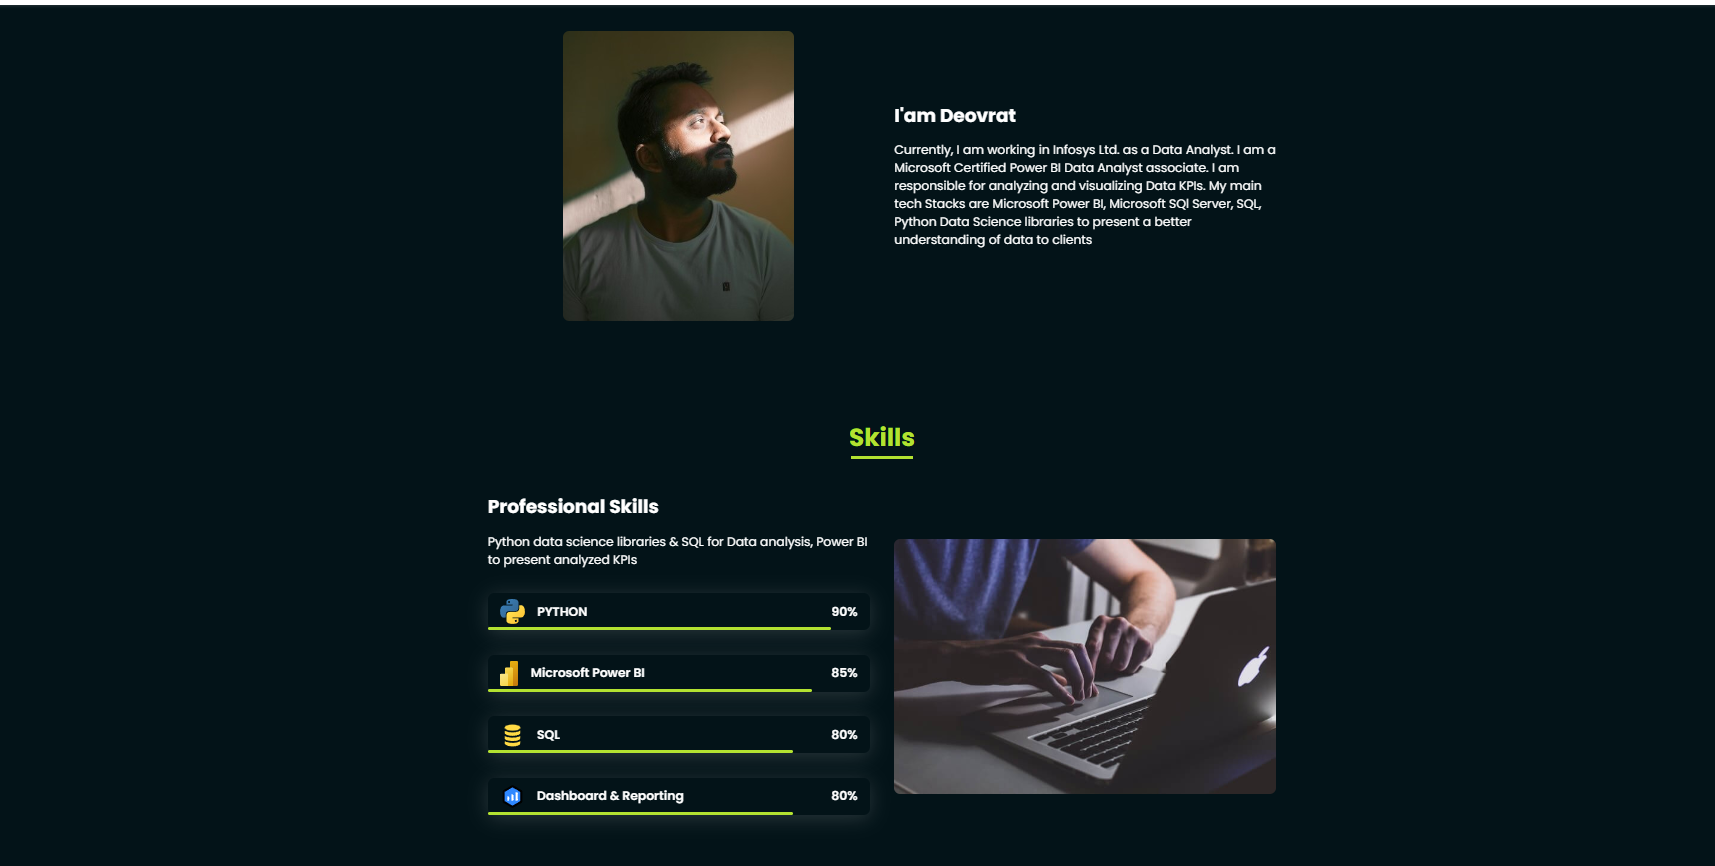 I'am Deovrat
Currently, I am working in Infosys Ltd. as a Data Analyst. I am a
Microsoft Certified Power BI Data Analyst associate. I am
responsible for analyzing and visualizing Data KPIs. My main
tech Stacks are Microsoft Power BI, Microsoft SQl Server, SQL,
Python Data Science libraries to present a better
understanding of data to clients
Skills
Professional Skills
Python data science libraries & SQL for Data analysis, Power BI
to present analyzed KPIs
PYTHON 90%
Microsoft Power BI 85%
SQL 80%
Dashboard & Reporting 80%